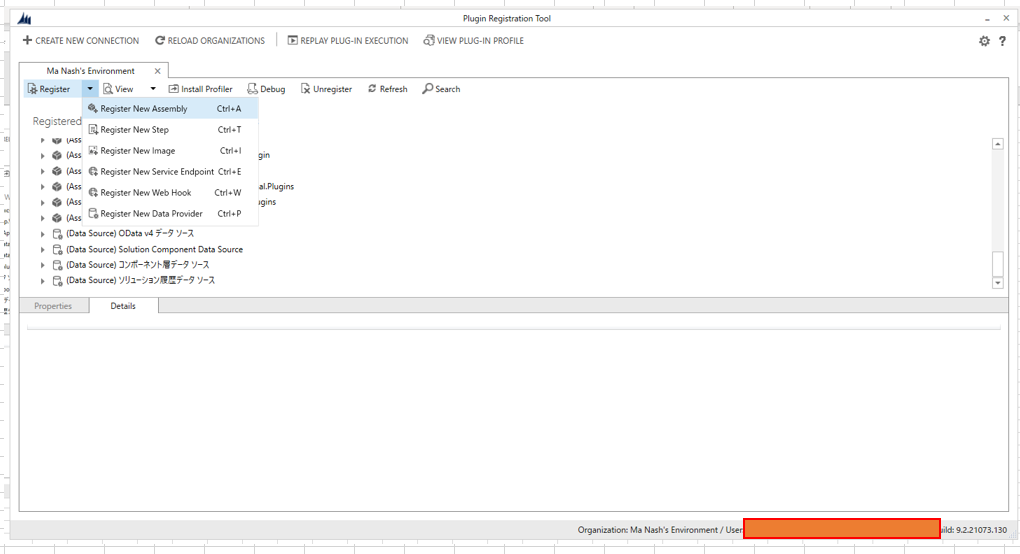 Plugin Registration Tool
CREATE NEW CONNECTION RELOAD ORGANIZATIONS REPLAY PLUG-IN EXECUTION VIEW PLUG-IN PROFILE
Ma Nash's Environment
Register View Install Profiler Debug Unregister Refresh Search
Register New Assembly Ctrl+A
Registered
Register New Step Ctrl+T
(Ass
Register New Image Ctrl+I
(Ass gin
Register New Service Endpoint Ctrl+E
(Ass
(Ass al.Plugins
Register New Web Hook Ctrl+W
(Ass ugins
Register New Data Provider Ctrl+P
(Ass
(Data Source) OData v4 データ ソース
(Data Source) Solution Component Data Source
(Data Source) コンポーネント層データ ソース
(Data Source) ソリューション履歴データ ソース
Properties Details
Organization: Ma Nash's Environment / User uild: 9.2.21073.130